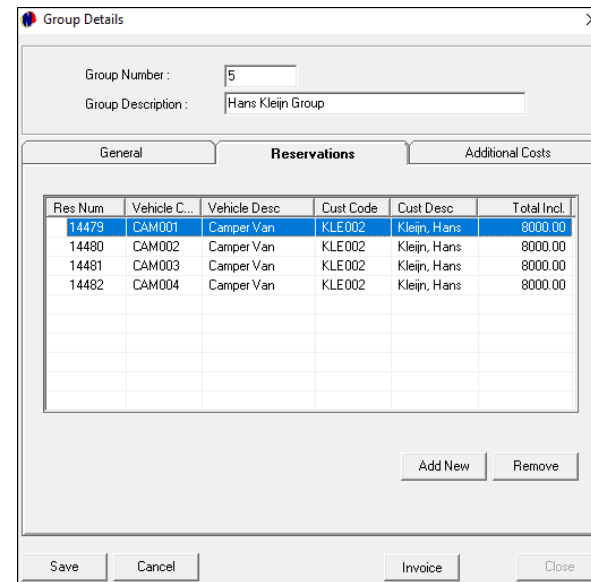 Group Details
Group Number : 5
Group Description : Hans Kleijn Group
General Reservations Additional Costs
Res Num Vehicle C... Vehicle Desc Cust Code Cust Desc Total Incl.
14479 CAM001 Camper Van KLE002 Kleijn, Hans 8000.00
14480 CAM002 Camper Van KLE002 Kleijn, Hans 8000.00
14481 CAM003 Camper Van KLE002 Kleijn, Hans 8000.00
14482 CAM004 Camper Van KLE002 Kleijn, Hans 8000.00
Add New Remove
Save Cancel Invoice Close